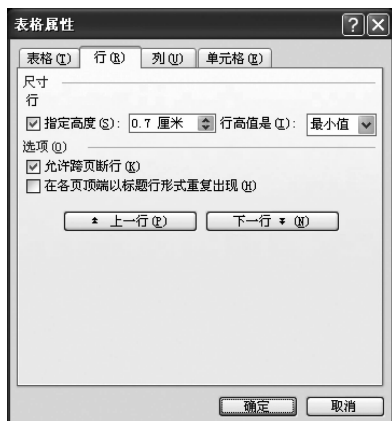 表格属性
表格(T) 行(R) 列(U) 单元格(E)
尺寸
行
指定高度(S): 0.7 厘米 行高值是(I): 最小值
选项(O)
允许跨页断行(K)
在各页顶端以标题行形式重复出现(H)
上一行(P) 下一行(N)
确定 取消